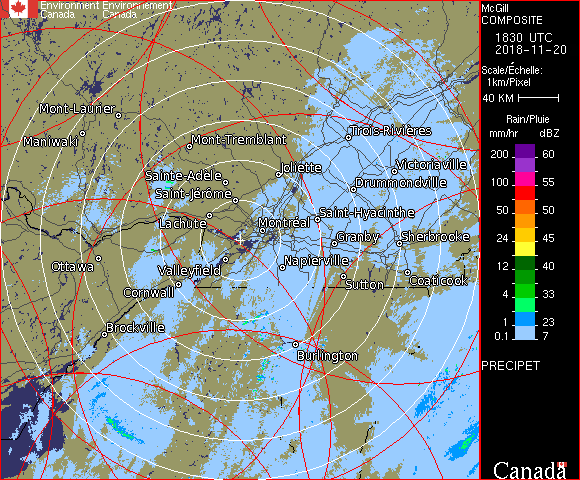 Environment Environnement
Canada Canada
McGill
COMPOSITE
1830 UTC
2018-11-20
Scale/Échelle:
1km/Pixel
40 KM
Rain/Pluie
mm/hr dBZ
200 60
100 55
50 50
24 45
12 40
8 33
4 30
1 23
0.1 7
PRECIPET
Canada
Mont-Laurier
Maniwaki
Mont-Tremblant
Trois-Rivières
Joliette
Victoriaville
Sainte-Adèle
Drummondville
Saint-Jérôme
Saint-Hyacinthe
Lachute
Montréal
Granby
Sherbrooke
Ottawa
Valleyfield
Napierville
Cornwall
Sutton
Coaticook
Brockville
Burlington